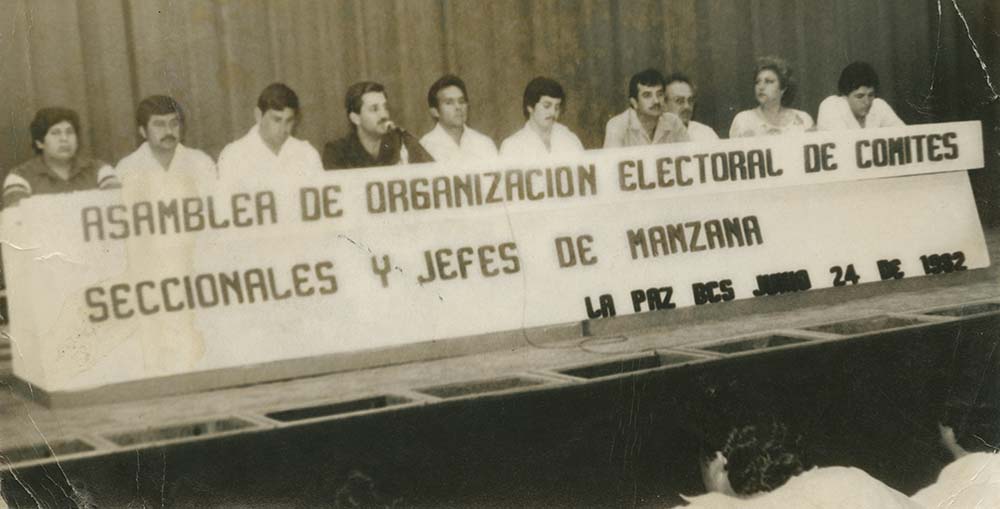 ASAMBLEA DE ORGANIZACION ELECTORAL DE COMITES
SECCIONALES Y JEFES DE MANZANA
LA PAZ BCS JUNIO 24 DE 1982